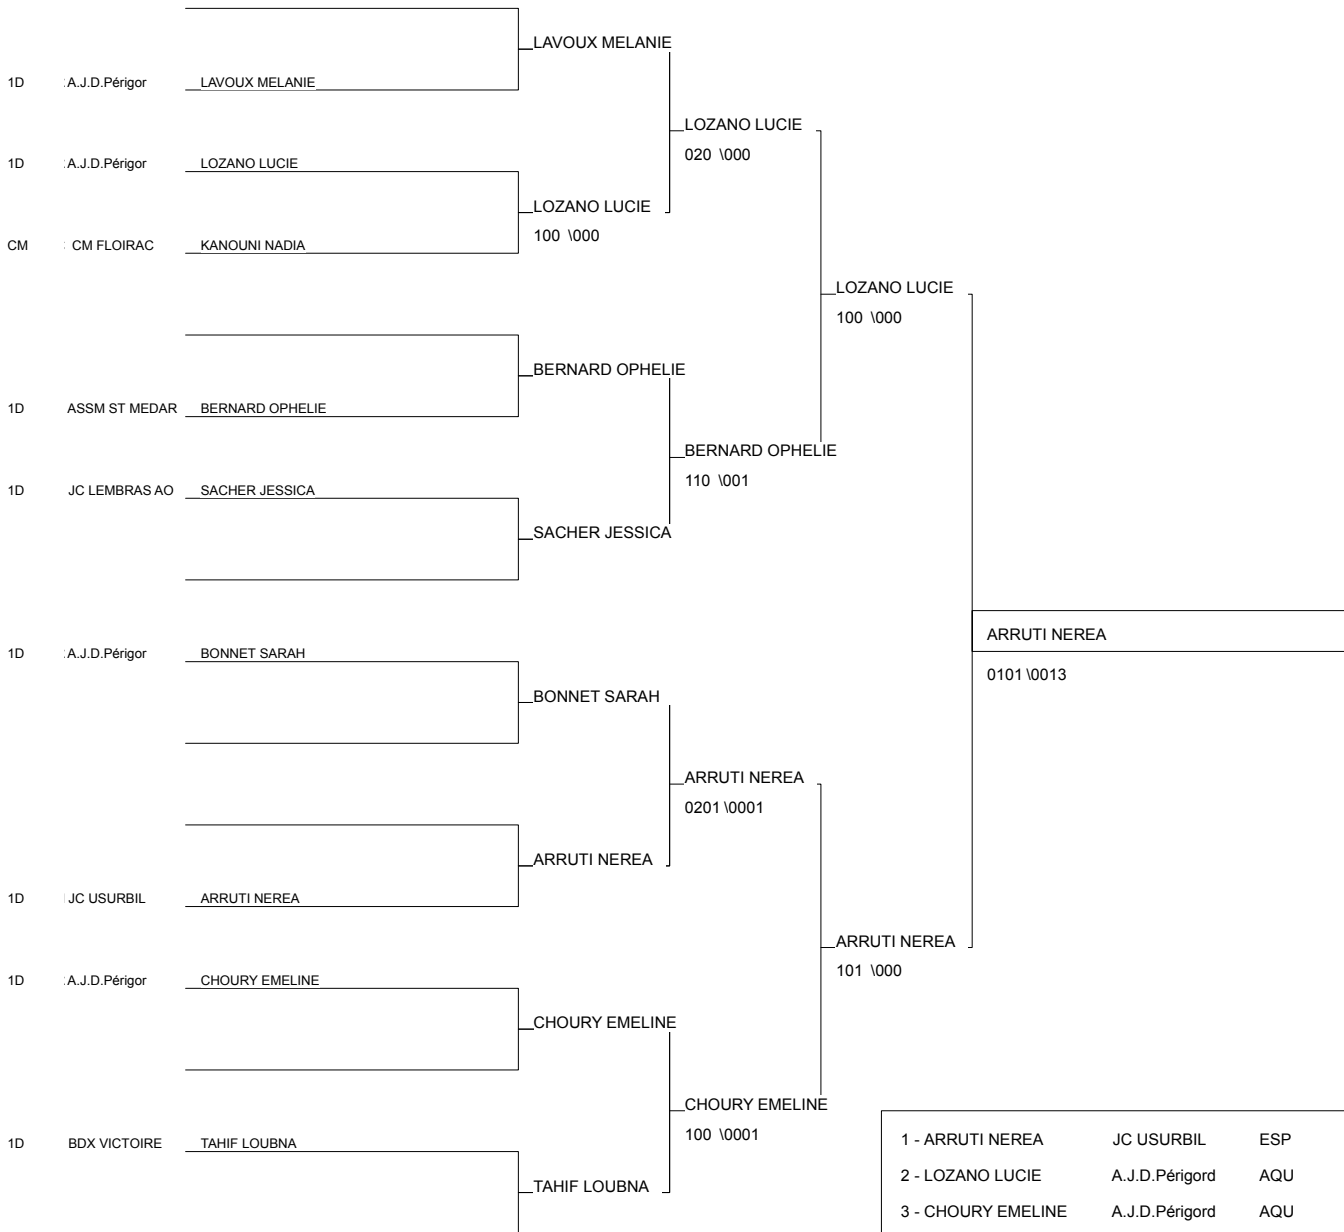 LAVOUX MELANIE
1D A.J.D.Périgor LAVOUX MELANIE
LOZANO LUCIE
020 \000
1D A.J.D.Périgor LOZANO LUCIE
LOZANO LUCIE
100 \000
CM CM FLOIRAC KANOUNI NADIA
LOZANO LUCIE
100 \000
BERNARD OPHELIE
1D ASSM ST MEDAR BERNARD OPHELIE
BERNARD OPHELIE
110 \001
1D JC LEMBRAS AO SACHER JESSICA
SACHER JESSICA
ARRUTI NEREA
0101 \0013
1D A.J.D.Périgor BONNET SARAH
BONNET SARAH
ARRUTI NEREA
0201 \0001
ARRUTI NEREA
1D JC USURBIL ARRUTI NEREA
ARRUTI NEREA
101 \000
1D A.J.D.Périgor CHOURY EMELINE
CHOURY EMELINE
CHOURY EMELINE
100 \0001
1D BDX VICTOIRE TAHIF LOUBNA
TAHIF LOUBNA
1 - ARRUTI NEREA JC USURBIL ESP
2 - LOZANO LUCIE A.J.D.Périgord AQU
3 - CHOURY EMELINE A.J.D.Périgord AQU